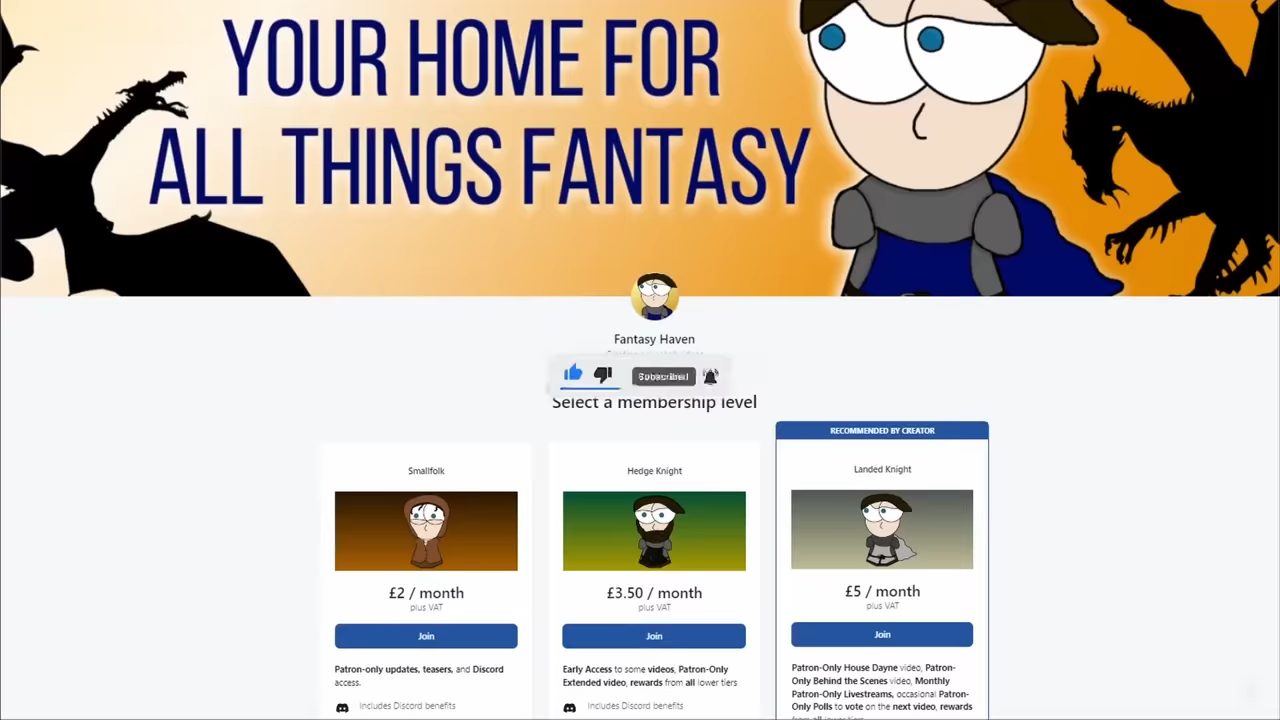 YOUR HOME FOR
ALL THINGS FANTASY
Fantasy Haven
Subscribed
Select a membership level
RECOMMENDED BY CREATOR
Smallfolk
Hedge Knight
Landed Knight
£2 / month
plus VAT
Join
Patron-only updates, teasers, and Discord
access.
Includes Discord benefits
£3.50 / month
plus VAT
Join
Early Access to some videos, Patron-Only
Extended video, rewards from all lower tiers
Includes Discord benefits
£5 / month
plus VAT
Join
Patron-Only House Dayne video, Patron-
Only Behind the Scenes video, Monthly
Patron-Only Livestreams, occasional Patron-
Only Polls to vote on the next video, rewards
from all lower tiers